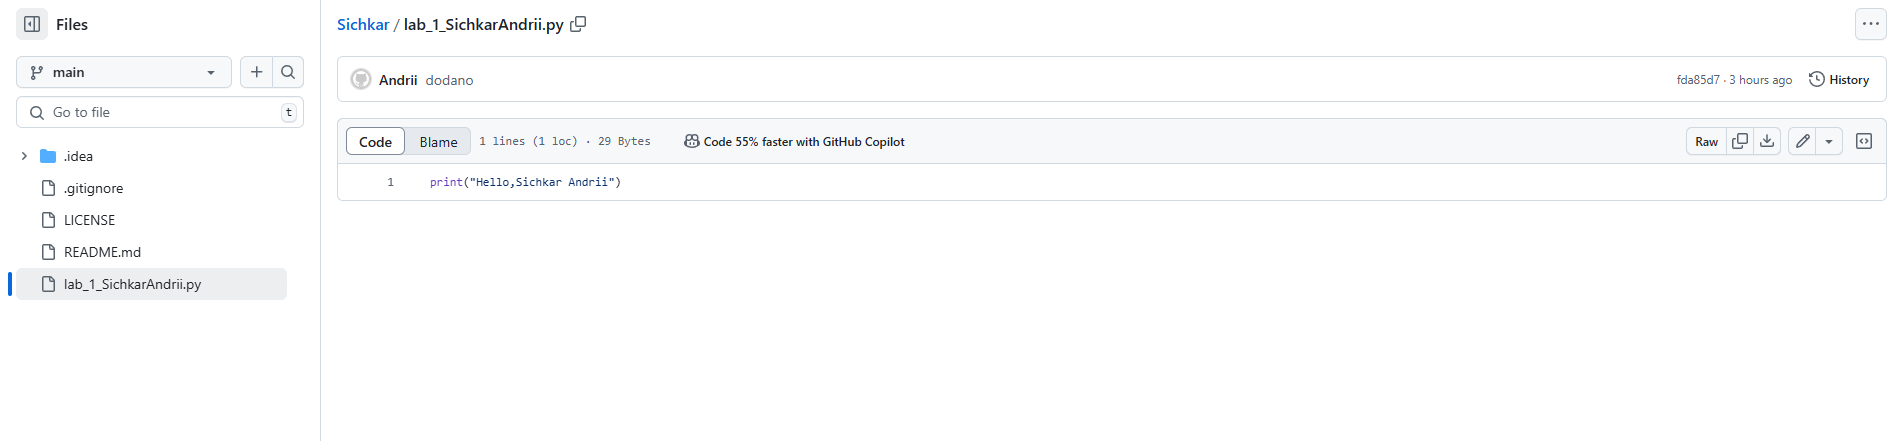 Files
main
Go to file
t
.idea
.gitignore
LICENSE
README.md
lab_1_SichkarAndrii.py
Sichkar / lab_1_SichkarAndrii.py
Andrii dodano
fda85d7 · 3 hours ago
History
Code
Blame
1 lines (1 loc) · 29 Bytes
Code 55% faster with GitHub Copilot
Raw
1 print("Hello,Sichkar Andrii")